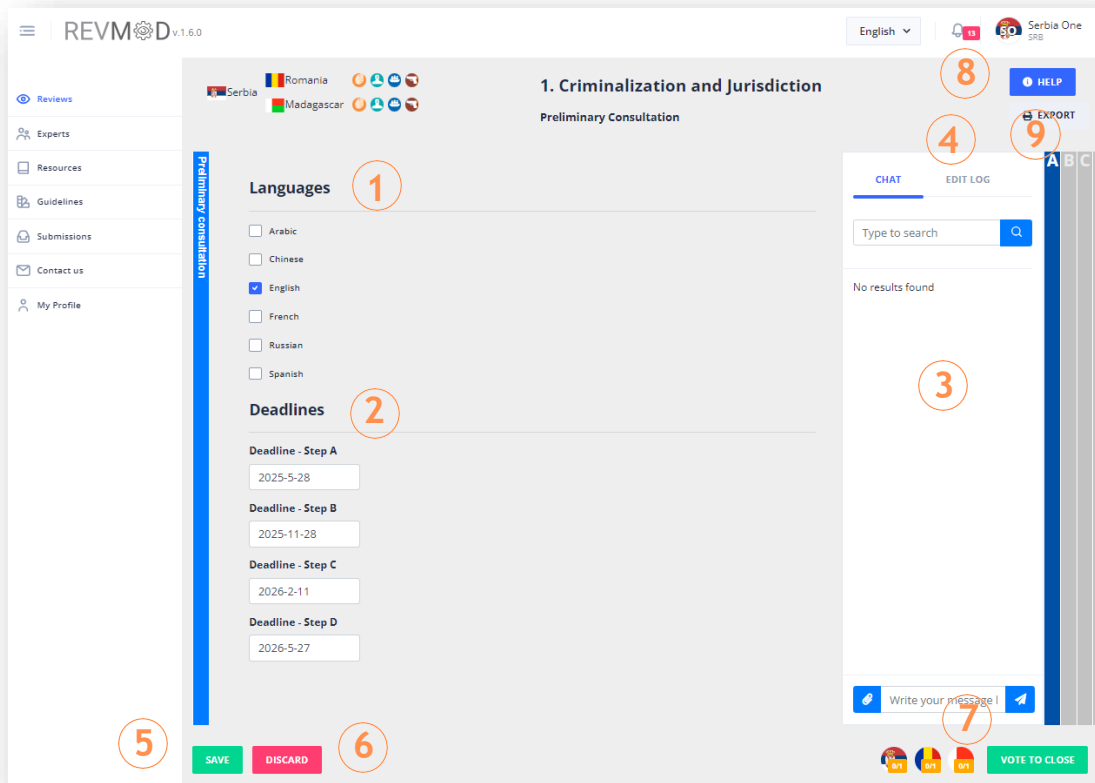 REVMOD v.1.6.0
English
13
SO
Serbia One
SRB
8
Reviews
Experts
Resources
Guidelines
Submissions
Contact us
My Profile
Serbia
Romania
Madagascar
1. Criminalization and Jurisdiction
Preliminary Consultation
HELP
EXPORT
4
9
Preliminary consultation
Languages
1
Arabic
Chinese
English
French
Russian
Spanish
Deadlines
2
Deadline - Step A
2025-5-28
Deadline - Step B
2025-11-28
Deadline - Step C
2026-2-11
Deadline - Step D
2026-5-27
CHAT
EDIT LOG
Type to search
No results found
3
Write your message
A
B
C
5
SAVE
DISCARD
6
7
0/1
0/1
0/1
VOTE TO CLOSE